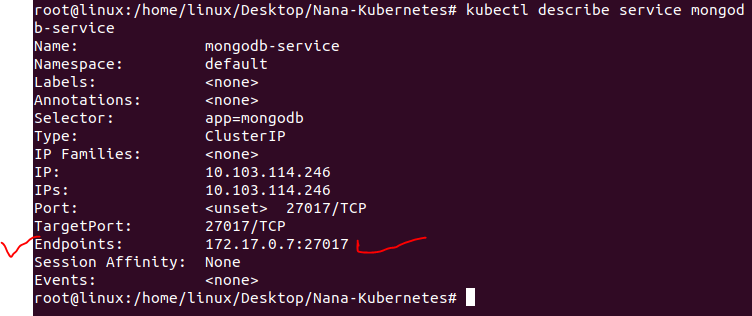 root@linux:/home/linux/Desktop/Nana-Kubernetes# kubectl describe service mongod
b-service
Name:              mongodb-service
Namespace:         default
Labels:            <none>
Annotations:       <none>
Selector:          app=mongodb
Type:              ClusterIP
IP Families:       <none>
IP:                10.103.114.246
IPs:               10.103.114.246
Port:              <unset>  27017/TCP
TargetPort:        27017/TCP
Endpoints:         172.17.0.7:27017
Session Affinity:  None
Events:            <none>
root@linux:/home/linux/Desktop/Nana-Kubernetes#